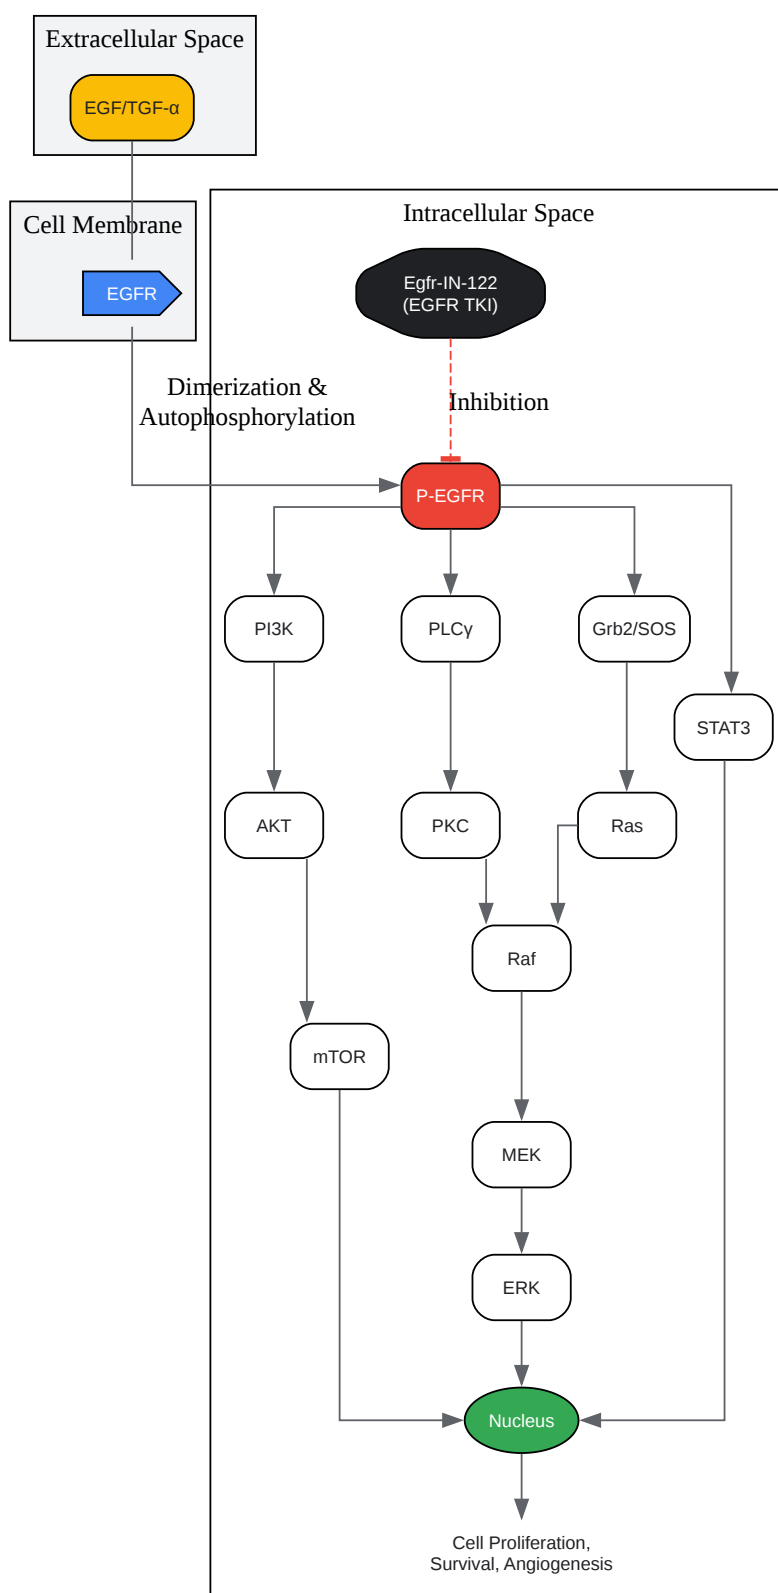 Extracellular Space
EGF/TGF-α
Cell Membrane
EGFR
Intracellular Space
Egfr-IN-122
(EGFR TKI)
Dimerization &
Autophosphorylation
Inhibition
P-EGFR
PI3K
PLCγ
Grb2/SOS
STAT3
AKT
PKC
Ras
Raf
mTOR
MEK
ERK
Nucleus
Cell Proliferation,
Survival, Angiogenesis